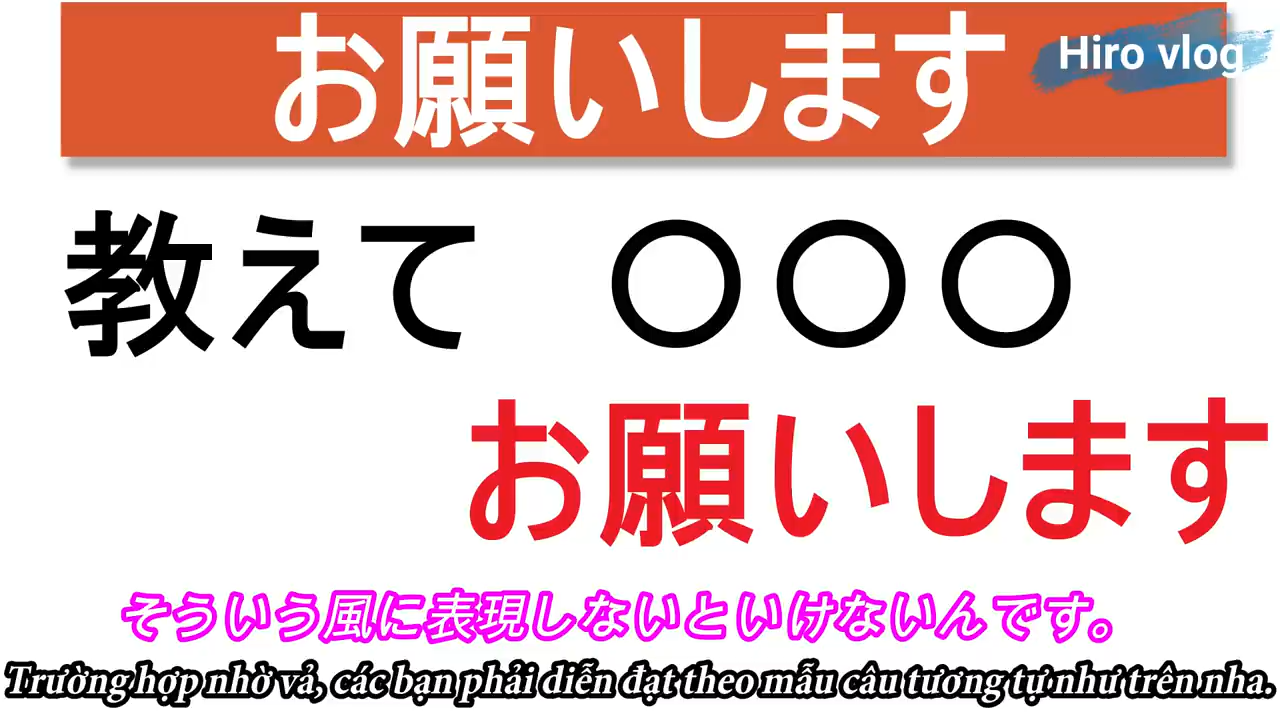 お願いします
Hiro vlog
教えて ○○○
お願いします
そういう風に表現しないといけないんです。
Trường hợp nhờ vả, các bạn phải diễn đạt theo mẫu câu tương tự như trên nha.